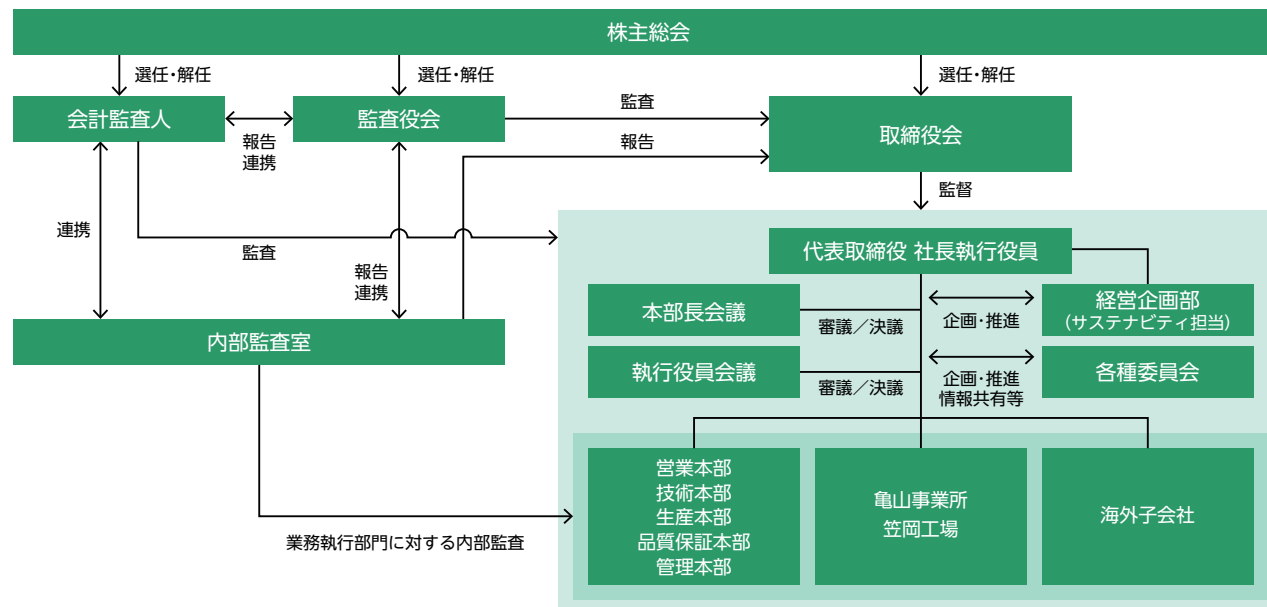 株主総会
選任・解任
選任・解任
選任・解任
会計監査人
報告
連携
監査役会
監査
報告
取締役会
監督
連携
監査
報告
連携
内部監査室
代表取締役 社長執行役員
本部長会議
審議／決議
企画・推進
経営企画部
(サステナビティ担当)
執行役員会議
審議／決議
企画・推進
情報共有等
各種委員会
営業本部
技術本部
生産本部
品質保証本部
管理本部
亀山事業所
笠岡工場
海外子会社
業務執行部門に対する内部監査